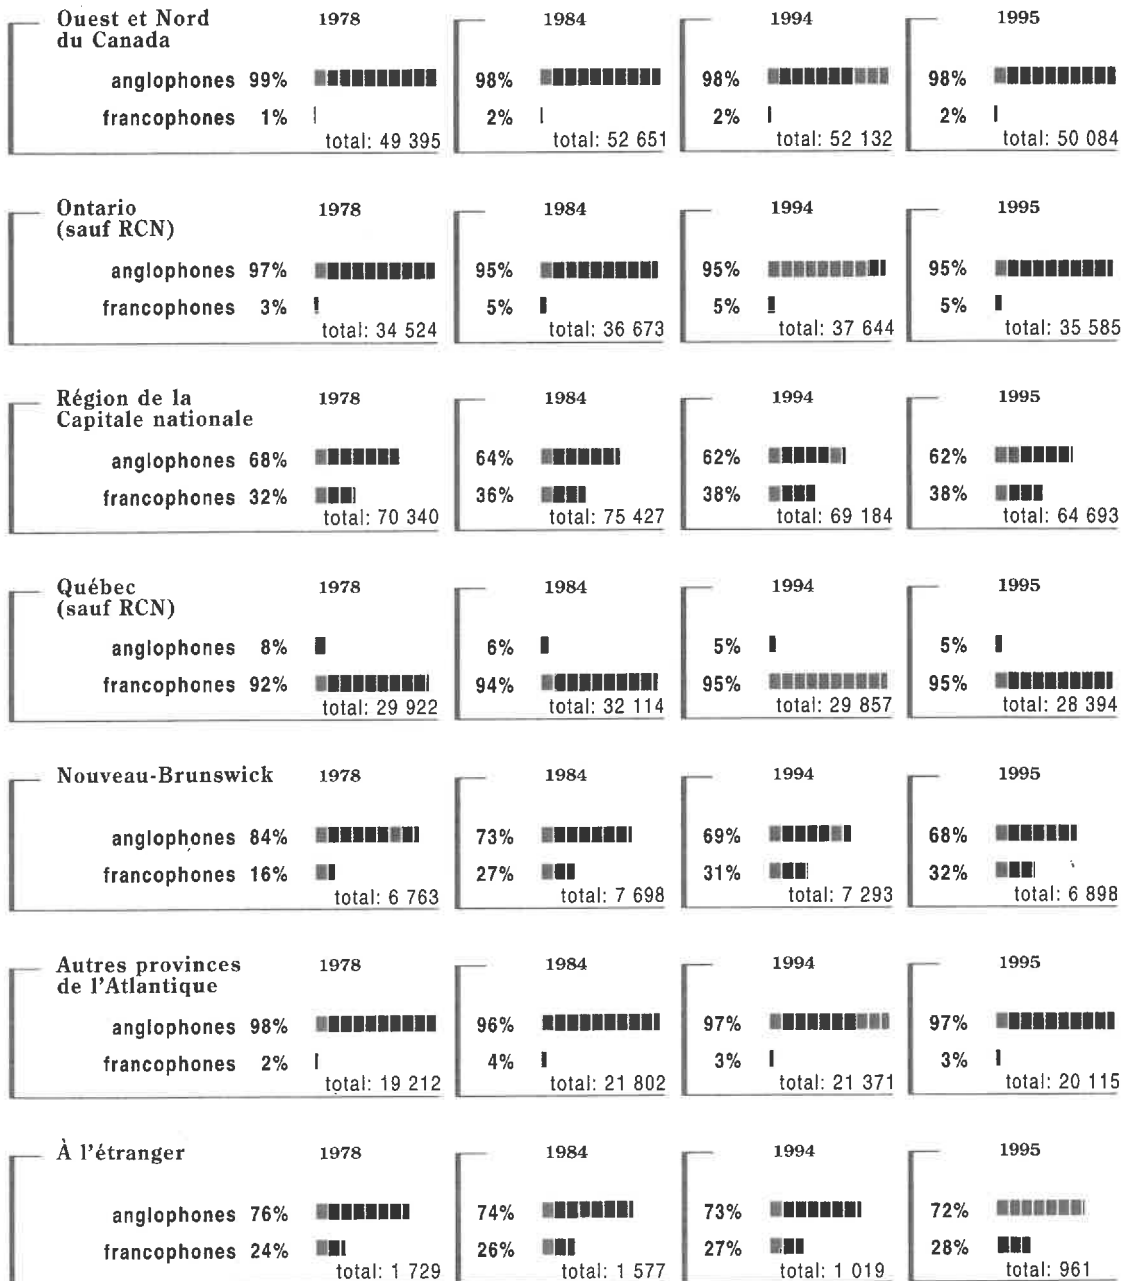 Ouest et Nord 1978 1984 1994 1995
du Canada
anglophones 99% 98% 98% 98%
francophones 1% 2% 2% 2%
total: 49 395 total: 52 651 total: 52 132 total: 50 084
Ontario 1978 1984 1994 1995
(sauf RCN)
anglophones 97% 95% 95% 95%
francophones 3% 5% 5% 5%
total: 34 524 total: 36 673 total: 37 644 total: 35 585
Région de la 1978 1984 1994 1995
Capitale nationale
anglophones 68% 64% 62% 62%
francophones 32% 36% 38% 38%
total: 70 340 total: 75 427 total: 69 184 total: 64 693
Québec 1978 1984 1994 1995
(sauf RCN)
anglophones 8% 6% 5% 5%
francophones 92% 94% 95% 95%
total: 29 922 total: 32 114 total: 29 857 total: 28 394
Nouveau-Brunswick 1978 1984 1994 1995
anglophones 84% 73% 69% 68%
francophones 16% 27% 31% 32%
total: 6 763 total: 7 698 total: 7 293 total: 6 898
Autres provinces 1978 1984 1994 1995
de l'Atlantique
anglophones 98% 96% 97% 97%
francophones 2% 4% 3% 3%
total: 19 212 total: 21 802 total: 21 371 total: 20 115
À l'étranger 1978 1984 1994 1995
anglophones 76% 74% 73% 72%
francophones 24% 26% 27% 28%
total: 1 729 total: 1 577 total: 1 019 total: 961